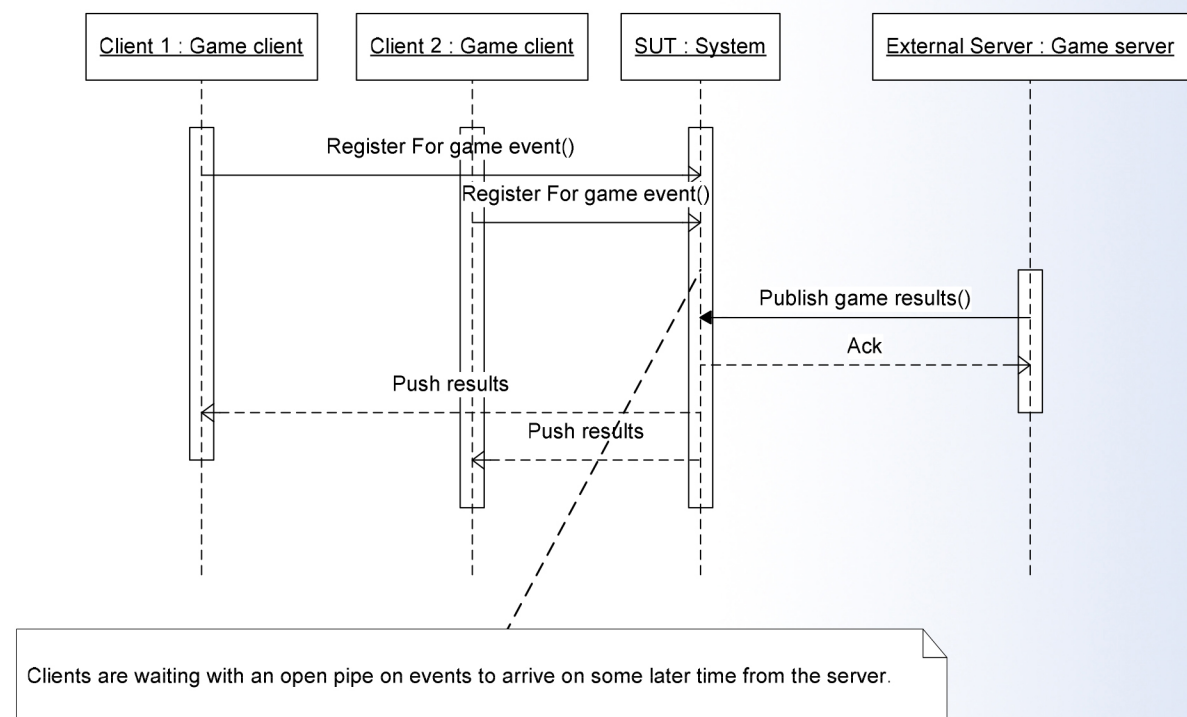 Client 1 : Game client
Client 2 : Game client
SUT : System
External Server : Game server
Register For game event()
Register For game event()
Publish game results()
Ack
Push results
Push results
Clients are waiting with an open pipe on events to arrive on some later time from the server.